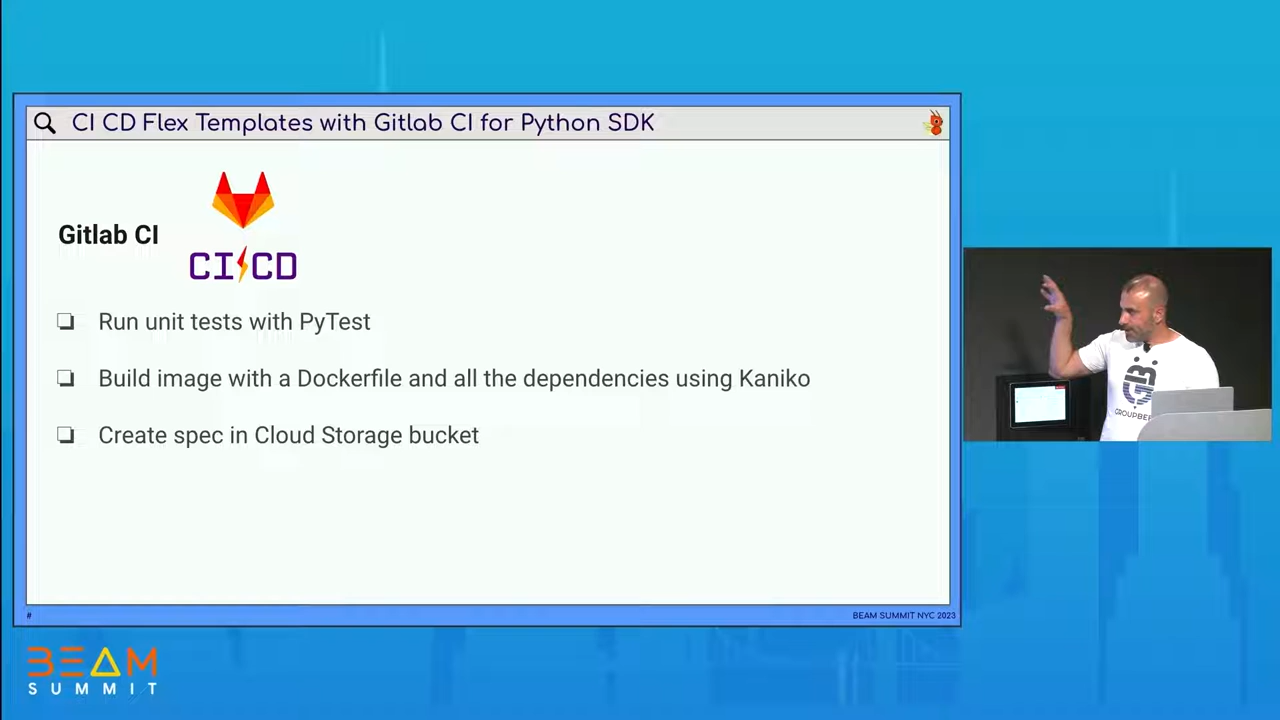 CI CD Flex Templates with Gitlab CI for Python SDK
Gitlab CI
CI CD
Run unit tests with PyTest
Build image with a Dockerfile and all the dependencies using Kaniko
Create spec in Cloud Storage bucket
#
BEAM SUMMIT NYC 2023
BEAM
SUMMIT